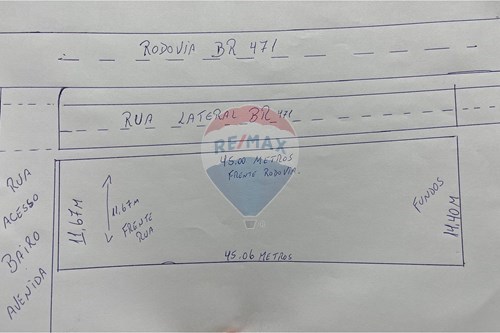 RODOVIA BR 471
RUA LATERAL BR 471
RE/MAX
45.00 METROS
FRENTE RODOVIA.
RUA
ACESSO
BAIRO
AVENIDA
11,67M
11,67M
FRENTE
RUA
FUNDOS
14,40M
45.06 METROS